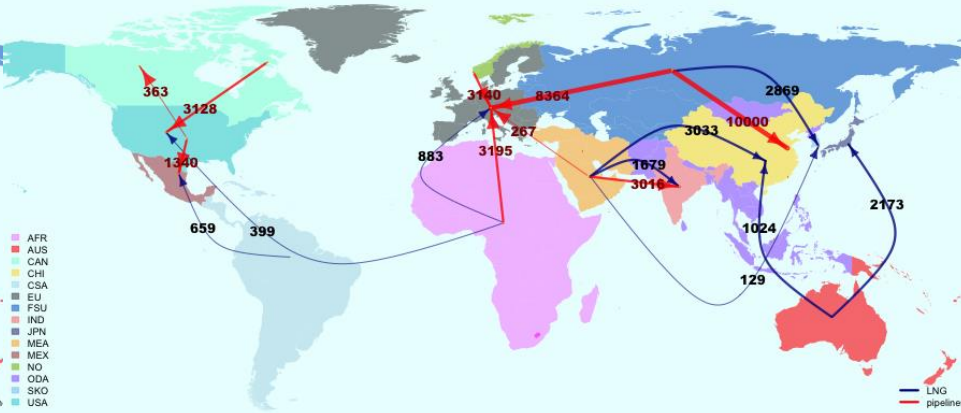 363
3128
1340
659
399
883
3140
8364
267
3195
2869
10000
3033
1679
3016
1024
2173
129
AFR
AUS
CAN
CHI
CSA
EU
FSU
IND
JPN
MEA
MEX
NO
ODA
SKO
USA
LNG
pipeline